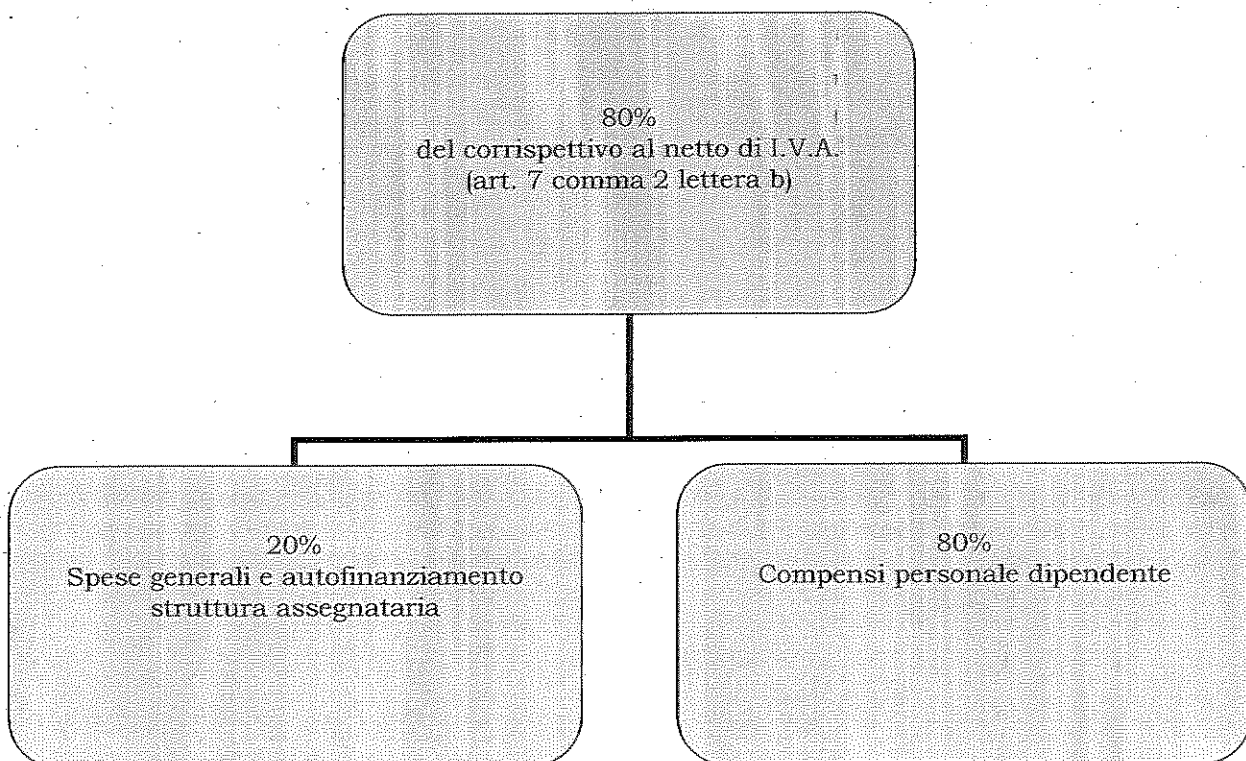 80%
del corrispettivo al netto di I.V.A.
(art. 7 comma 2 lettera b)
20%
Spese generali e autofinanziamento
struttura assegnataria
80%
Compensi personale dipendente